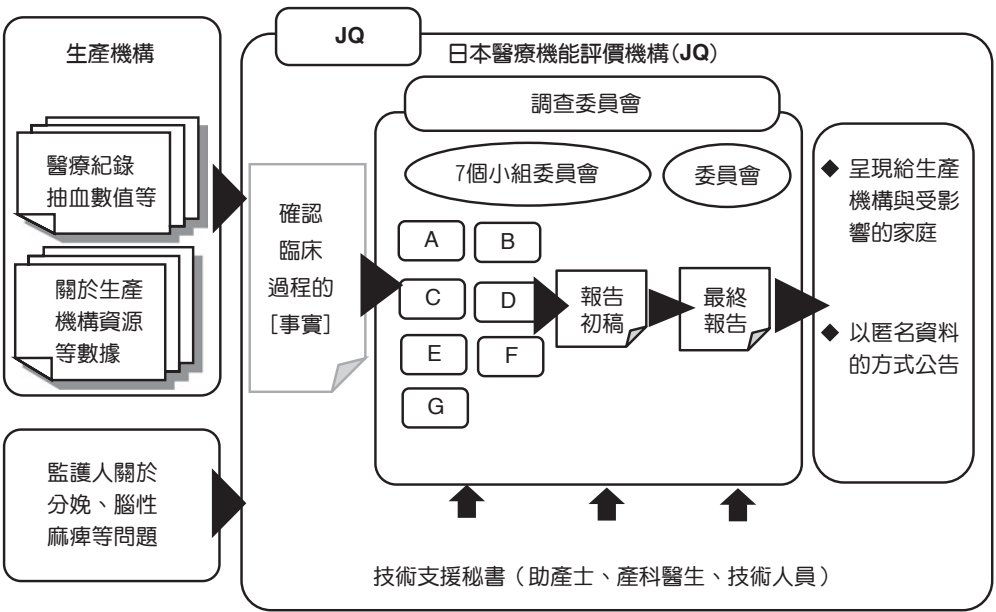 生產機構
醫療紀錄
抽血數值等
關於生產
機構資源
等數據
監護人關於
分娩、腦性
麻痺等問題
JQ
日本醫療機能評價機構(JQ)
確認
臨床
過程的
[事實]
調查委員會
7個小組委員會
委員會
A
B
C
D
E
F
G
報告
初稿
最終
報告
◆ 呈現給生產
機構與受影
響的家庭
◆ 以匿名資料
的方式公告
技術支援秘書(助產士、產科醫生、技術人員)